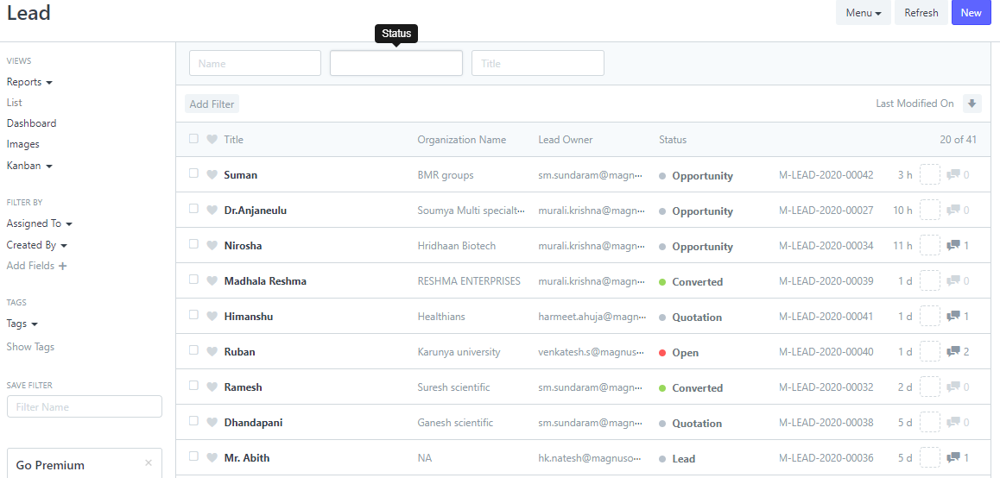 Lead
Menu Refresh New
Status
VIEWS
Reports
List
Dashboard
Images
Kanban
FILTER BY
Assigned To
Created By
Add Fields +
TAGS
Tags
Show Tags
SAVE FILTER
Filter Name
Go Premium ×
Name Title
Add Filter Last Modified On
Title Organization Name Lead Owner Status 20 of 41
Suman BMR groups sm.sundaram@magn··· Opportunity M-LEAD-2020-00042 3 h 0
Dr.Anjaneulu Soumya Multi specialt··· murali.krishna@magn··· Opportunity M-LEAD-2020-00027 10 h 0
Nirosha Hridhaan Biotech murali.krishna@magn··· Opportunity M-LEAD-2020-00034 11 h 1
Madhala Reshma RESHMA ENTERPRISES murali.krishna@magn··· Converted M-LEAD-2020-00039 1 d 0
Himanshu Healthians harmeet.ahuja@magn··· Quotation M-LEAD-2020-00041 1 d 1
Ruban Karunya university venkatesh.s@magnus··· Open M-LEAD-2020-00040 1 d 2
Ramesh Suresh scientific sm.sundaram@magn··· Converted M-LEAD-2020-00032 2 d 0
Dhandapani Ganesh scientific sm.sundaram@magn··· Quotation M-LEAD-2020-00038 5 d 0
Mr. Abith NA hk.natesh@magnuso··· Lead M-LEAD-2020-00036 5 d 1